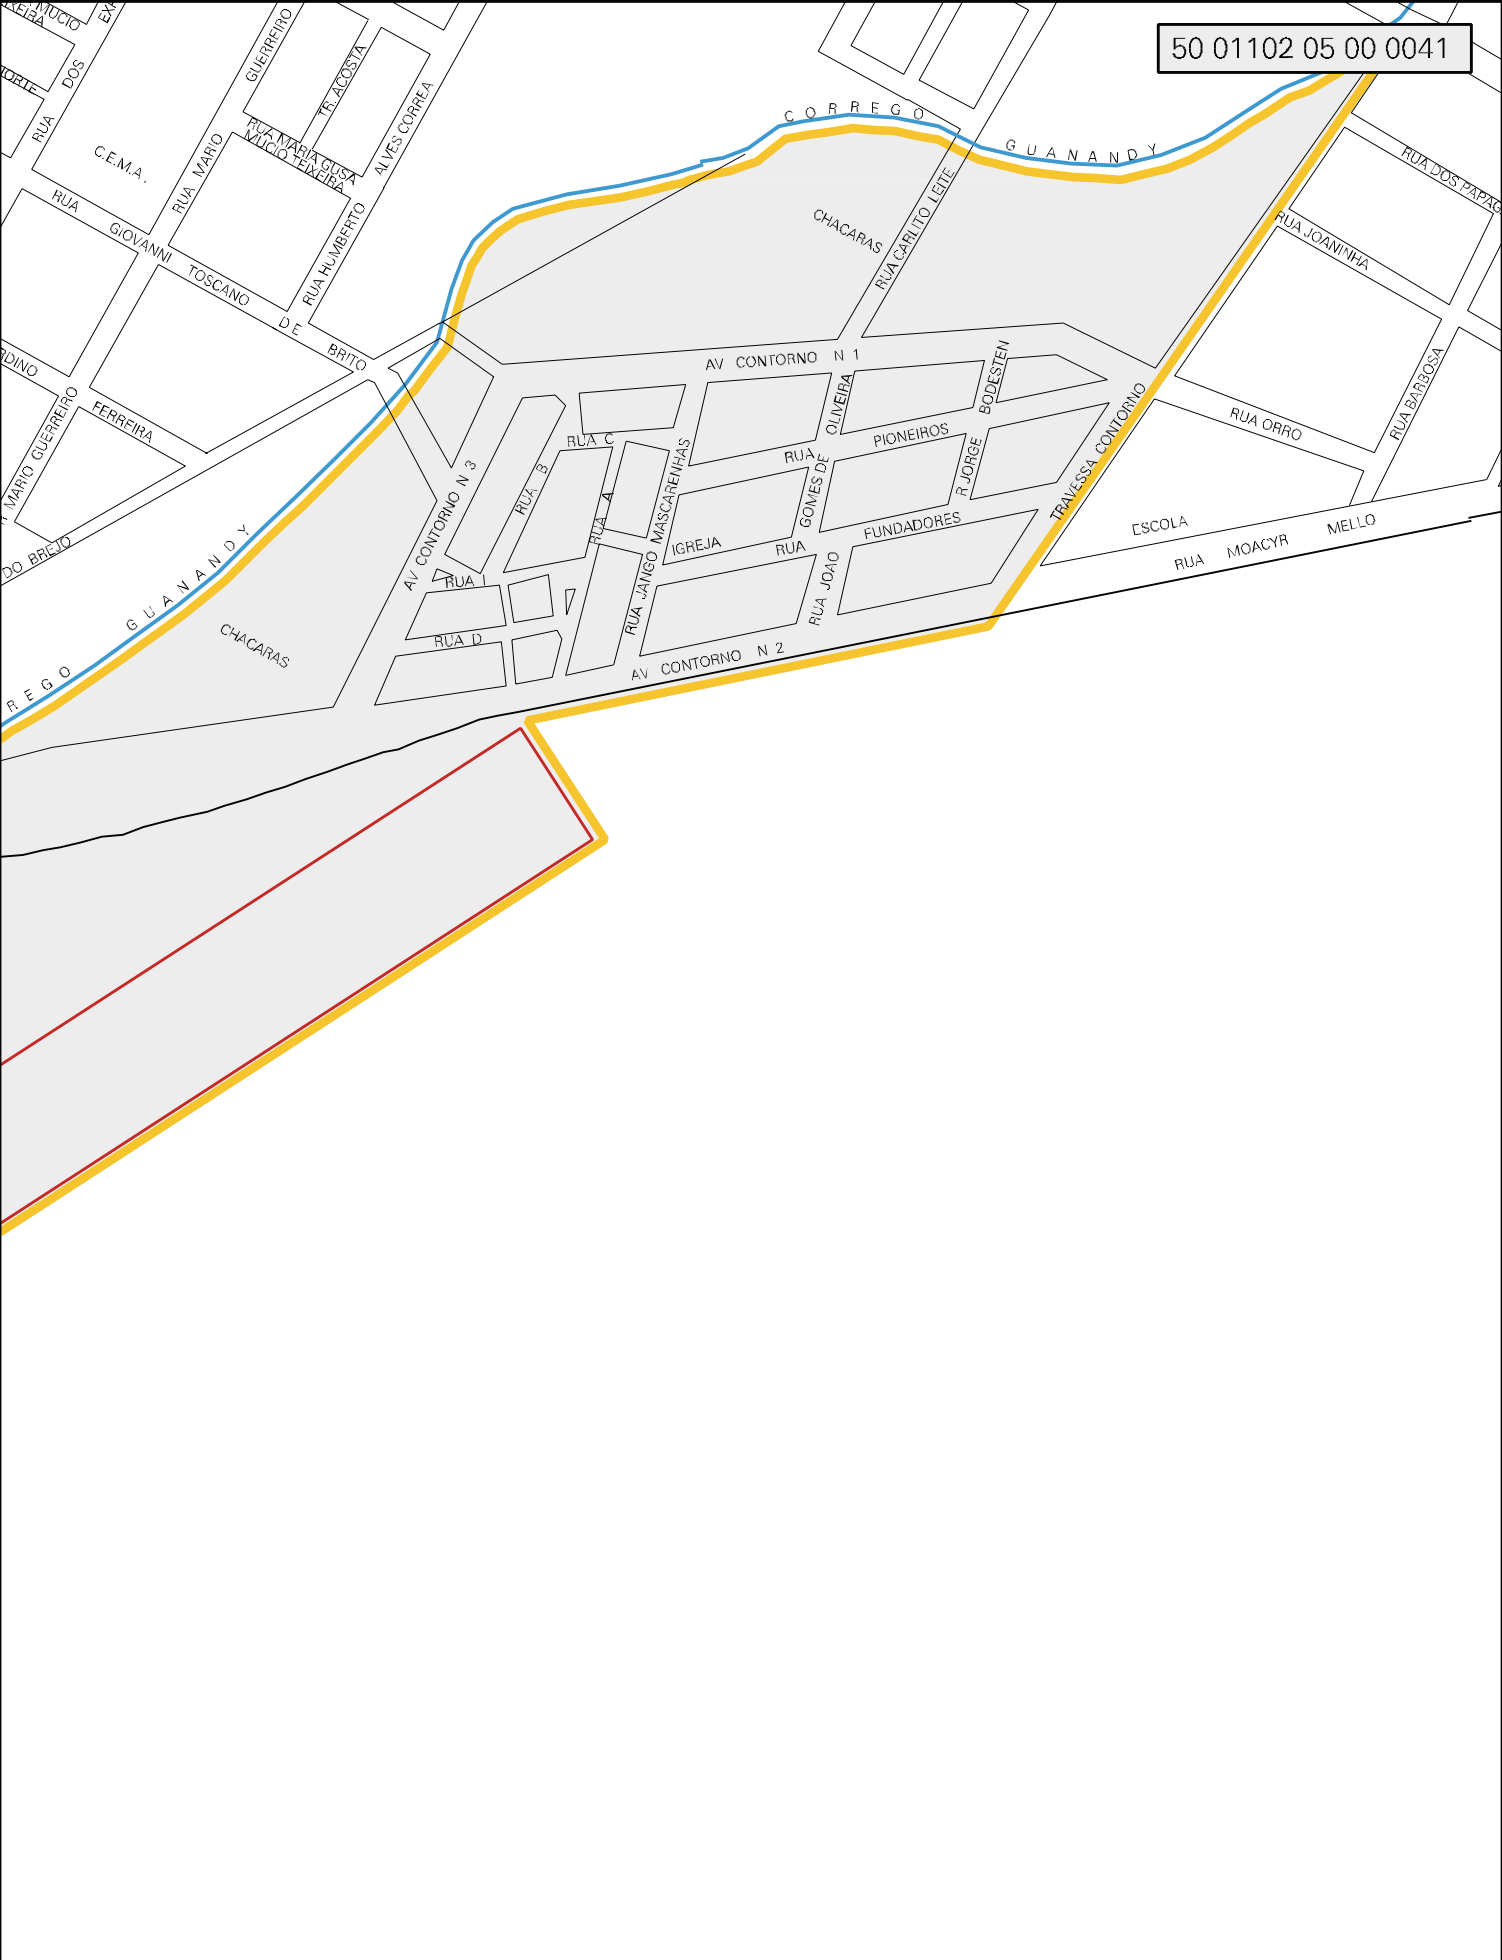 50 01102 05 00 0041
MUCIO
DOS
RUA
C.E.M.A.
GUERREIRO
RUA MARIO
TR. ACOSTA
RUA MARIA GUSA
MUCIO TEIXEIRA
ALVES CORREA
RUA HUMBERTO
RUA
GIOVANNI
TOSCANO
DE
BRITO
FERREIRA
MARIO GUERREIRO
DO BREJO
CORREGO
GUANANDY
RUA DOS PAPAG
RUA JOANINHA
CHACARAS
RUA CARLITO LEITE
AV CONTORNO N 1
OLIVEIRA
GOMES DE
RUA JOAO
BODESTEN
R JORGE
RUA
PIONEIROS
TRAVESSA CONTORNO
RUA ORRO
RUA BARBOSA
RUA C
RUA B
RUA A
MASCARENHAS
RUA JANGO
IGREJA
RUA
FUNDADORES
ESCOLA
RUA MOACYR MELLO
AV CONTORNO N 3
RUA I
RUA D
AV CONTORNO N 2
GUANANDY
CHACARAS
REGO